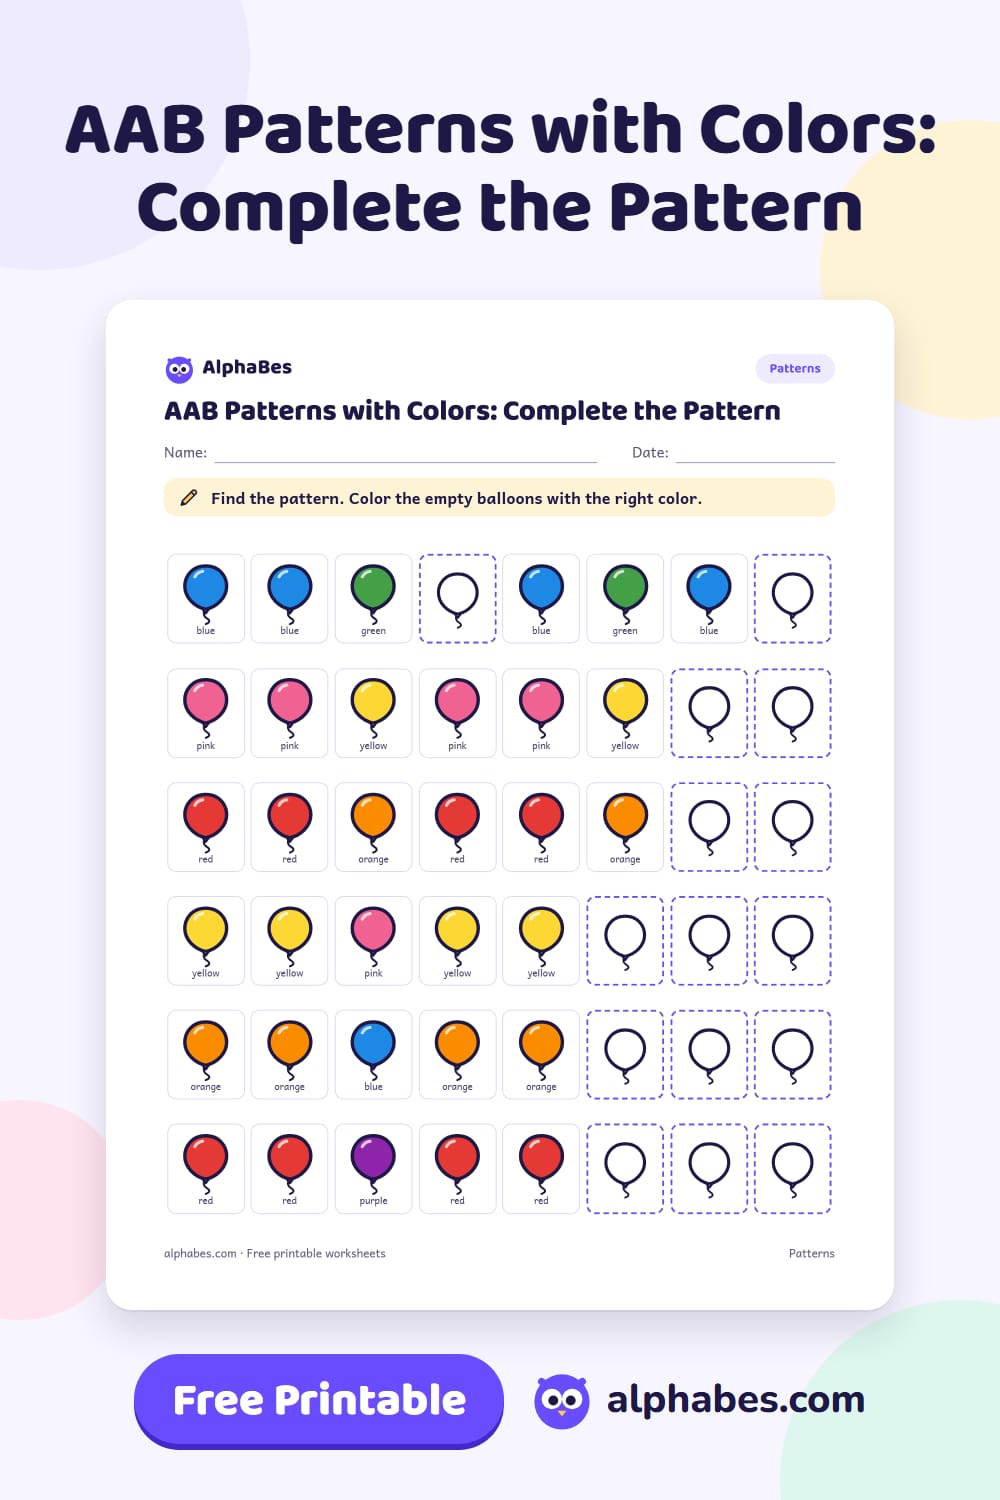 AAB Patterns with Colors:
Complete the Pattern
AlphaBes
Patterns
AAB Patterns with Colors: Complete the Pattern
Name:
Date:
Find the pattern. Color the empty balloons with the right color.
blue blue green blue green blue
pink pink yellow pink pink yellow
red red orange red red orange
yellow yellow pink yellow yellow
orange orange blue orange orange
red red purple red red
alphabes.com · Free printable worksheets
Patterns
Free Printable
alphabes.com